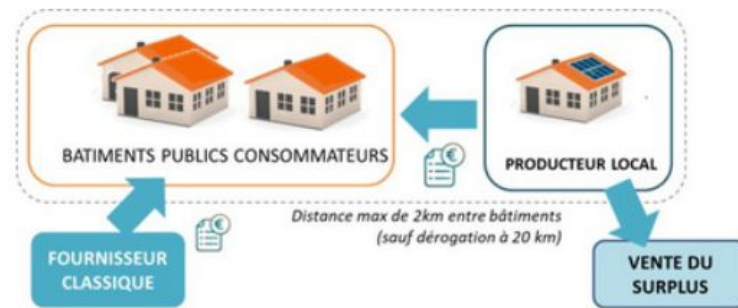 BATIMENTS PUBLICS CONSOMMATEURS
PRODUCTEUR LOCAL
€
€
Distance max de 2km entre bâtiments
(sauf dérogation à 20 km)
FOURNISSEUR
CLASSIQUE
VENTE DU
SURPLUS